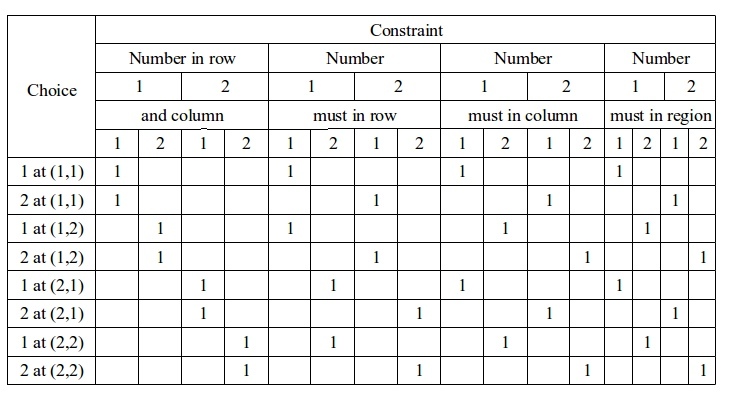 Constraint
Choice
Number in row Number Number Number
1 2 1 2 1 2 1 2
and column must in row must in column must in region
1 2 1 2 1 2 1 2 1 2 1 2 1 2 1 2
1 at (1,1) 1 1 1 1
2 at (1,1) 1 1 1 1
1 at (1,2) 1 1 1 1
2 at (1,2) 1 1 1 1
1 at (2,1) 1 1 1 1
2 at (2,1) 1 1 1 1
1 at (2,2) 1 1 1 1
2 at (2,2) 1 1 1 1